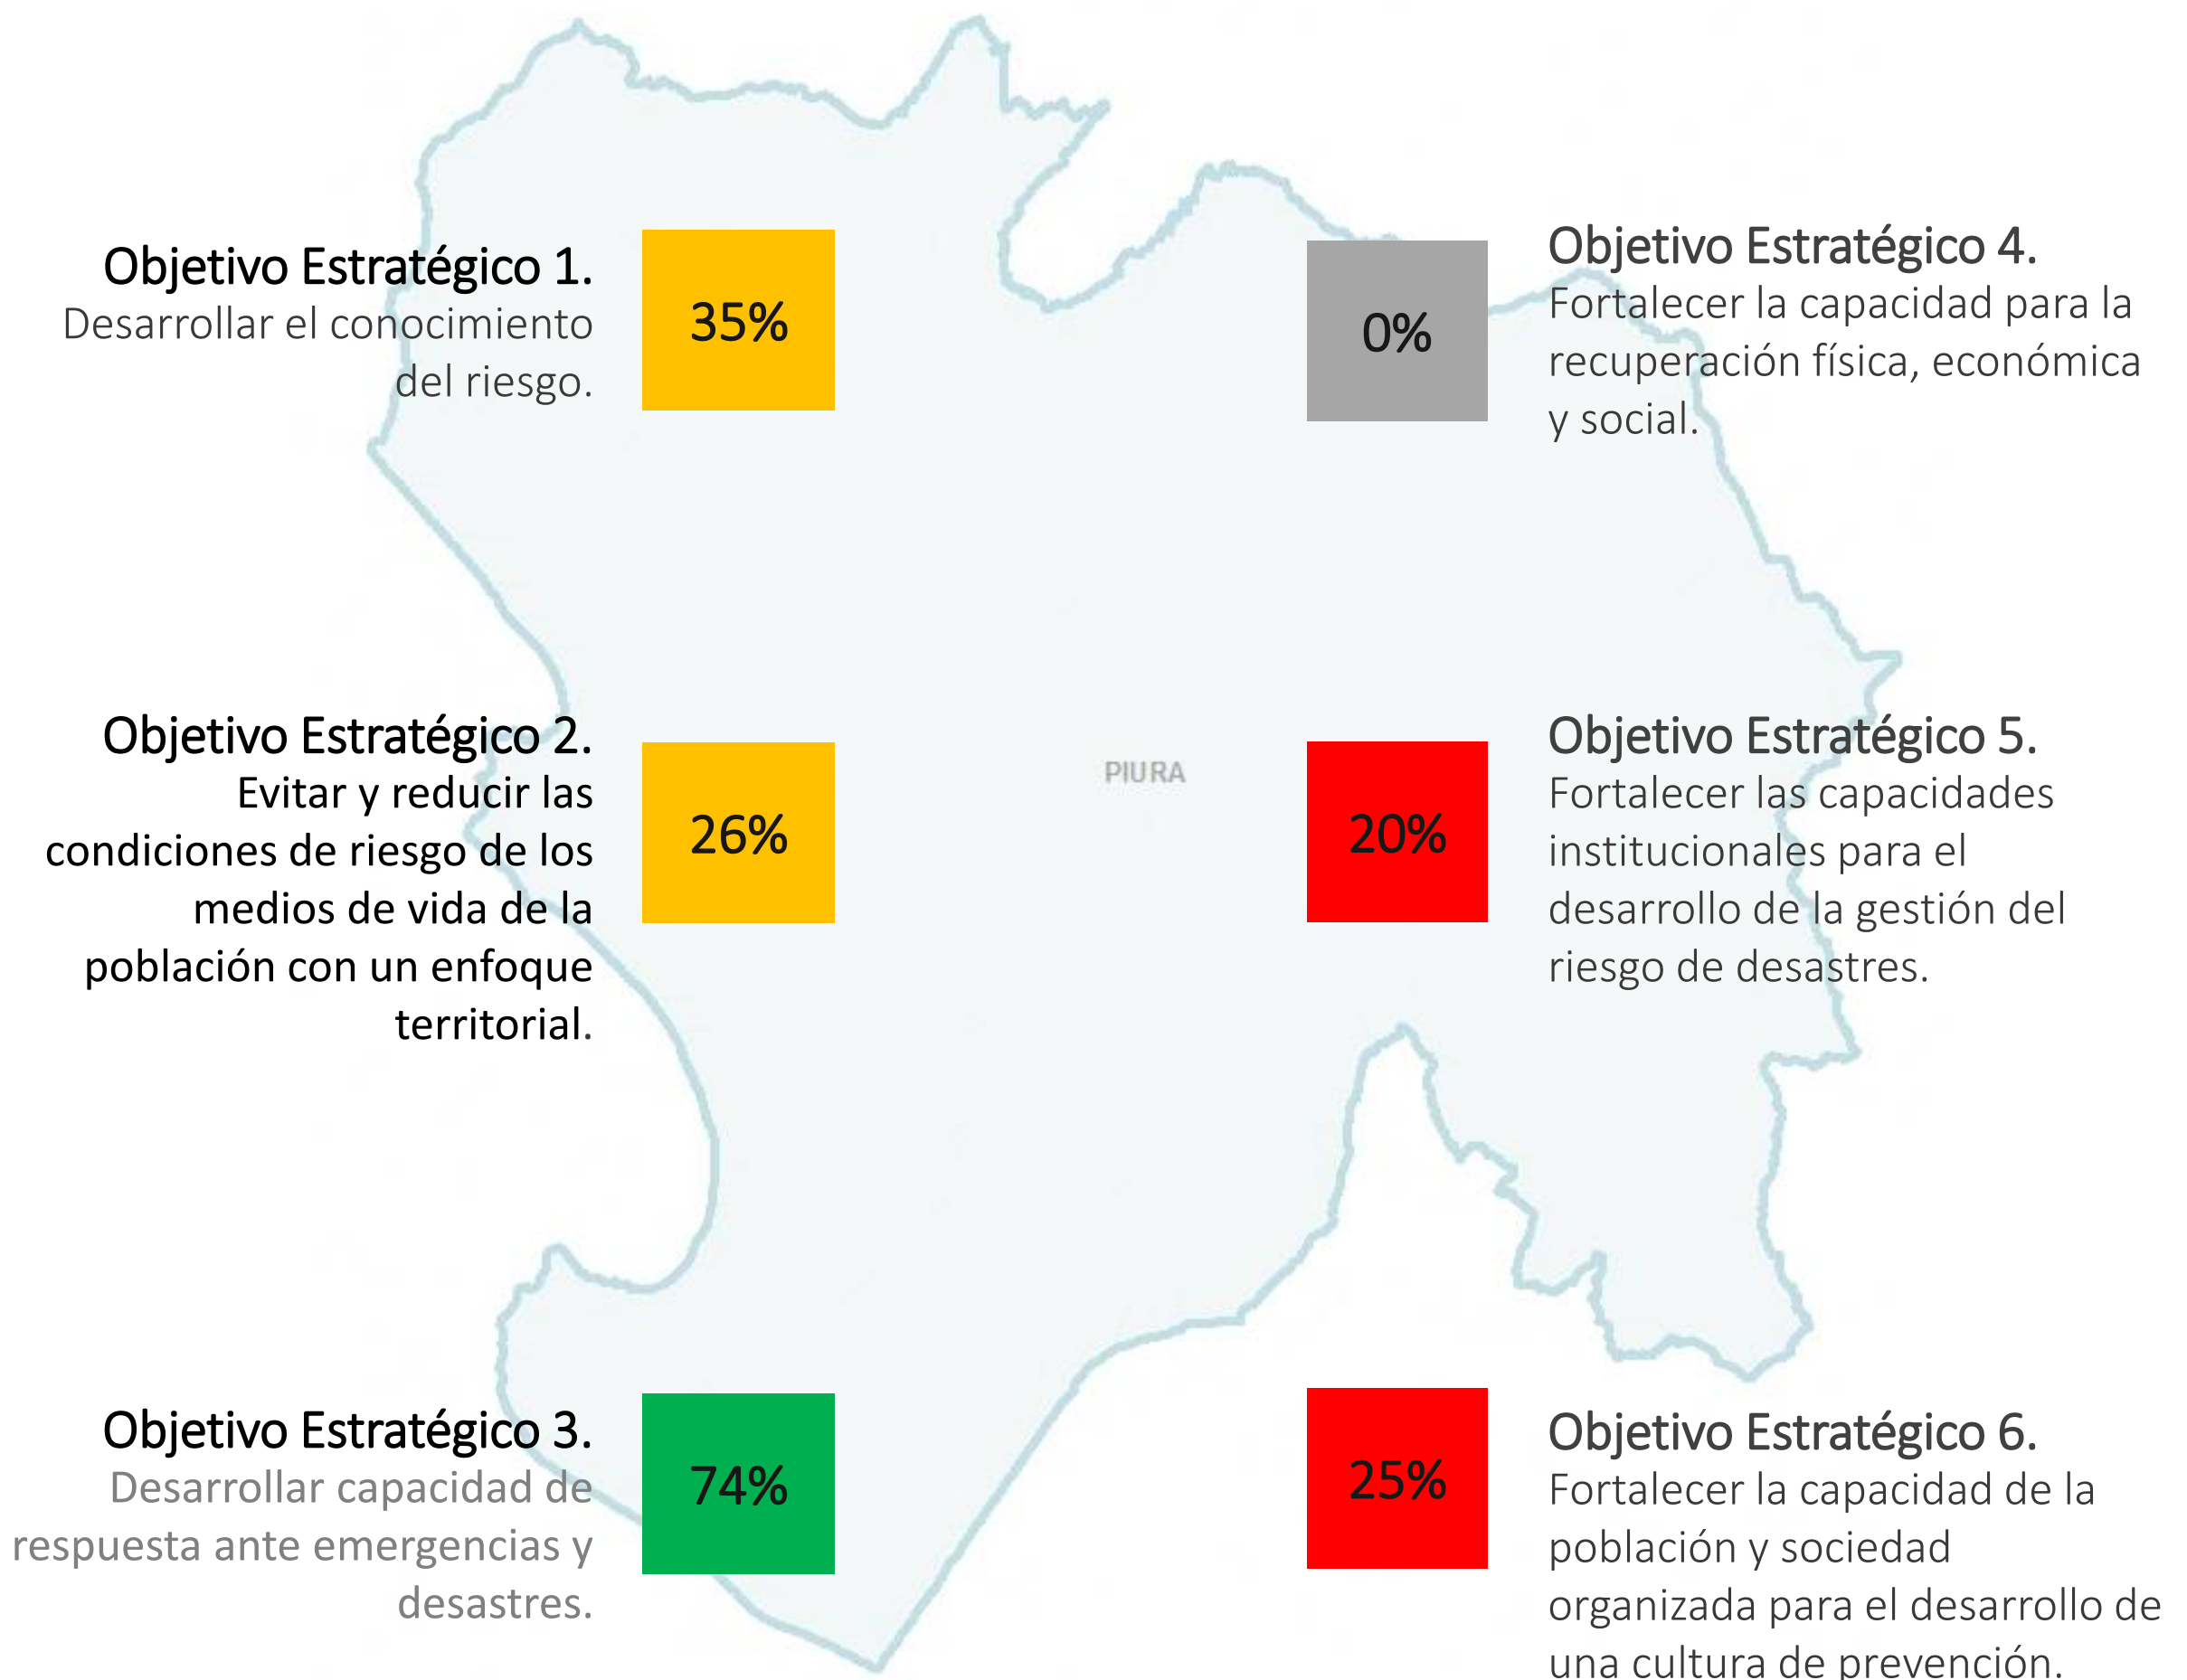 Objetivo Estratégico 1.
Desarrollar el conocimiento
del riesgo.
35%
Objetivo Estratégico 2.
Evitar y reducir las
condiciones de riesgo de los
medios de vida de la
población con un enfoque
territorial.
26%
Objetivo Estratégico 3.
Desarrollar capacidad de
respuesta ante emergencias y
desastres.
74%
PIURA
0%
Objetivo Estratégico 4.
Fortalecer la capacidad para la
recuperación física, económica
y social.
20%
Objetivo Estratégico 5.
Fortalecer las capacidades
institucionales para el
desarrollo de la gestión del
riesgo de desastres.
25%
Objetivo Estratégico 6.
Fortalecer la capacidad de la
población y sociedad
organizada para el desarrollo de
una cultura de prevención.